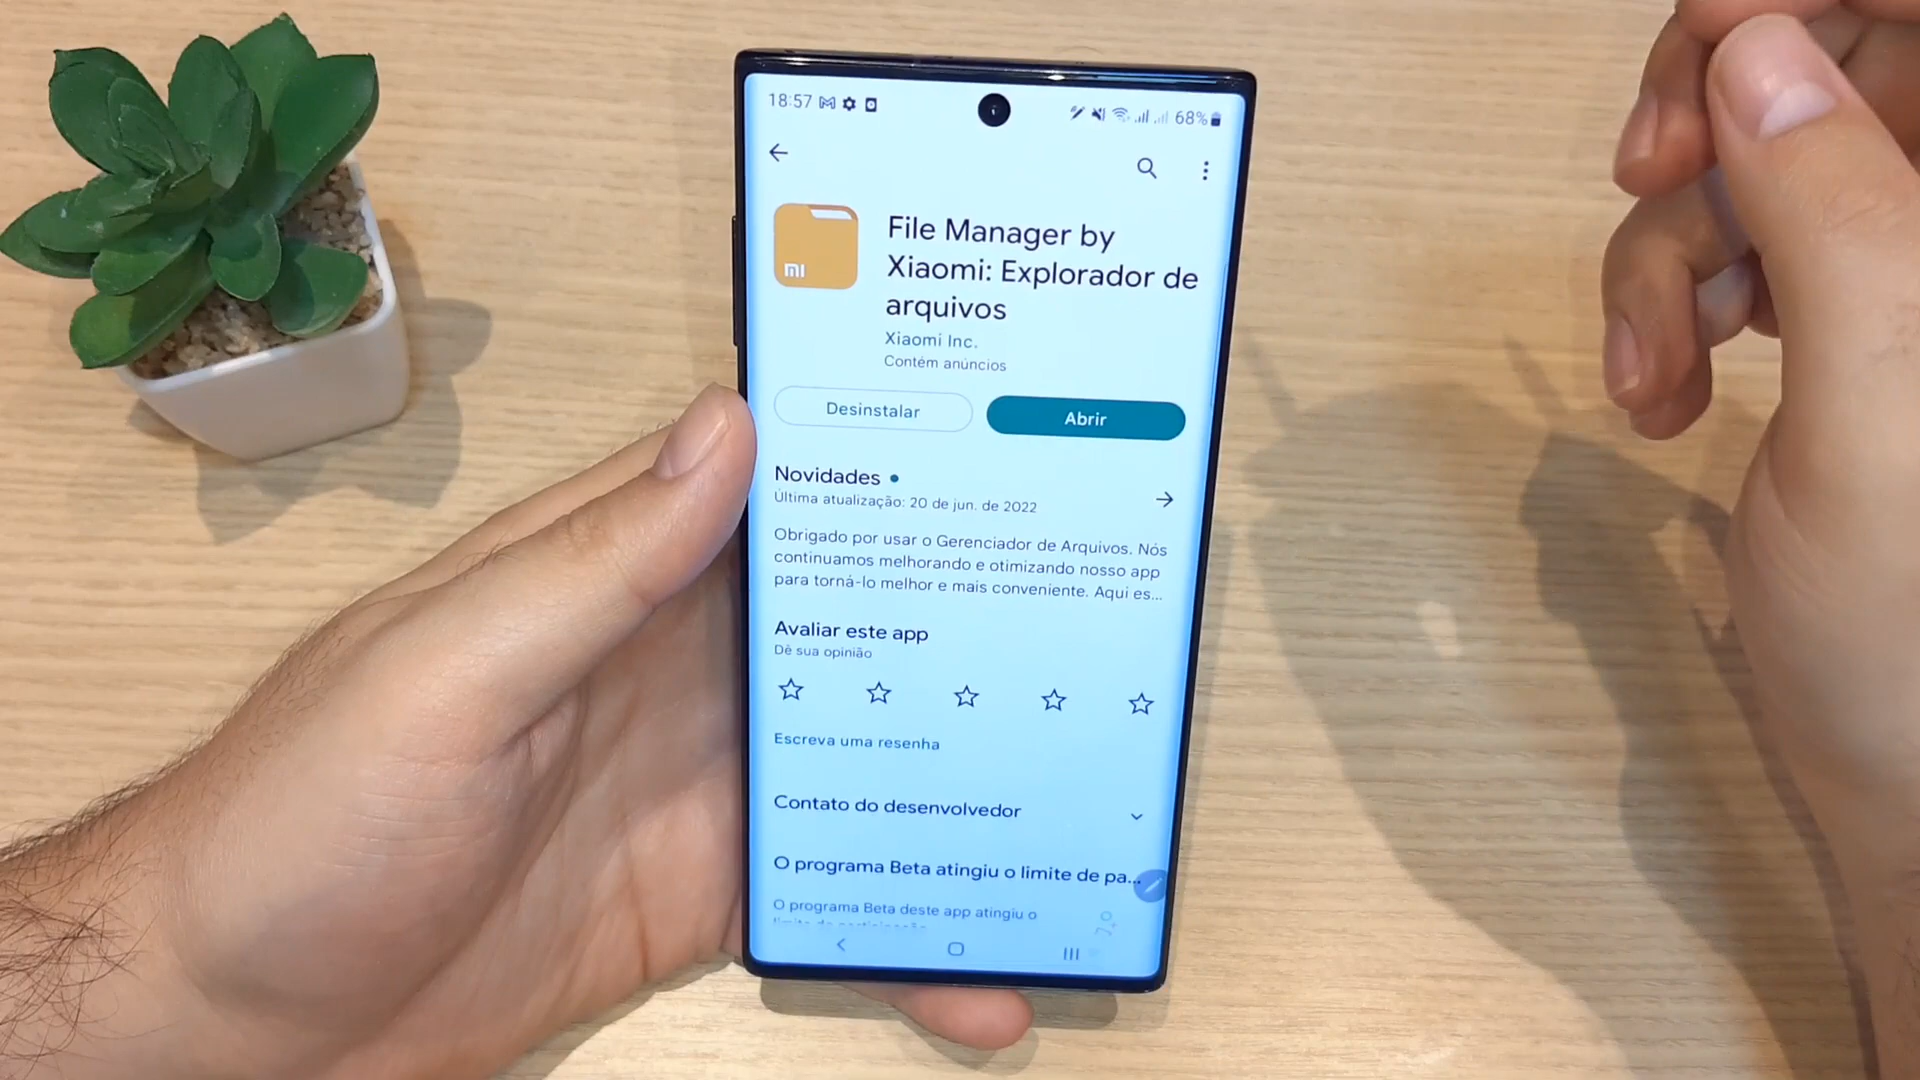 18:57 68%
File Manager by
Xiaomi: Explorador de
arquivos
mi
Xiaomi Inc.
Contém anúncios
Desinstalar Abrir
Novidades
Última atualização: 20 de jun. de 2022
Obrigado por usar o Gerenciador de Arquivos. Nós
continuamos melhorando e otimizando nosso app
para torná-lo melhor e mais conveniente. Aqui es...
Avaliar este app
Dê sua opinião
Escreva uma resenha
Contato do desenvolvedor
O programa Beta atingiu o limite de pa...
O programa Beta deste app atingiu o